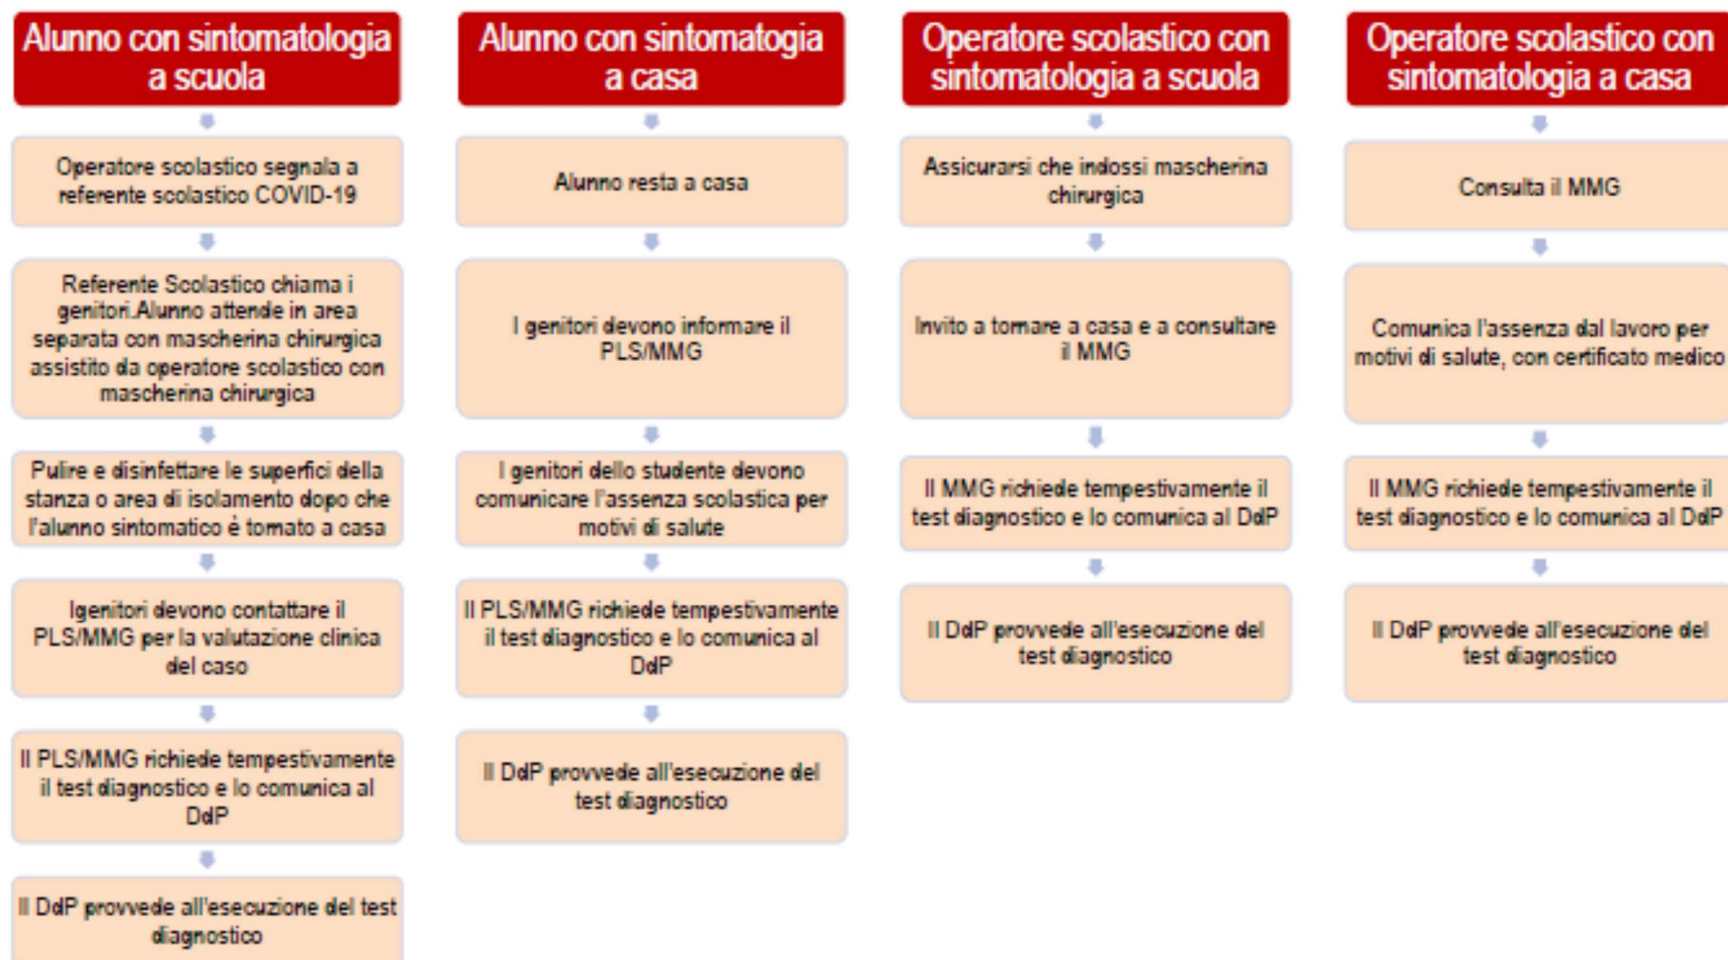 Alunno con sintomatologia
a scuola
Operatore scolastico segnala a
referente scolastico COVID-19
Referente Scolastico chiama i
genitori.Alunno attende in area
separata con mascherina chirurgica
assistito da operatore scolastico con
mascherina chirurgica
Pulire e disinfettare le superfici della
stanza o area di isolamento dopo che
l'alunno sintomatico è tornato a casa
Igenitori devono contattare il
PLS/MMG per la valutazione clinica
del caso
Il PLS/MMG richiede tempestivamente
il test diagnostico e lo comunica al
DdP
Il DdP provvede all'esecuzione del test
diagnostico
Alunno con sintomatogia
a casa
Alunno resta a casa
I genitori devono informare il
PLS/MMG
I genitori dello studente devono
comunicare l'assenza scolastica per
motivi di salute
Il PLS/MMG richiede tempestivamente
il test diagnostico e lo comunica al
DdP
Il DdP provvede all'esecuzione del
test diagnostico
Operatore scolastico con
sintomatologia a scuola
Assicurarsi che indossi mascherina
chirurgica
Invito a tornare a casa e a consultare
il MMG
Il MMG richiede tempestivamente il
test diagnostico e lo comunica al DdP
Il DdP provvede all'esecuzione del
test diagnostico
Operatore scolastico con
sintomatologia a casa
Consulta il MMG
Comunica l'assenza dal lavoro per
motivi di salute, con certificato medico
Il MMG richiede tempestivamente il
test diagnostico e lo comunica al DdP
Il DdP provvede all'esecuzione del
test diagnostico